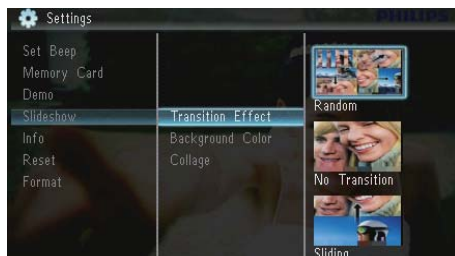 Settings
PHILIPS
Set Beep
Memory Card
Demo
Slideshow
Info
Reset
Format
Transition Effect
Background Color
Collage
Random
No Transition
Sliding